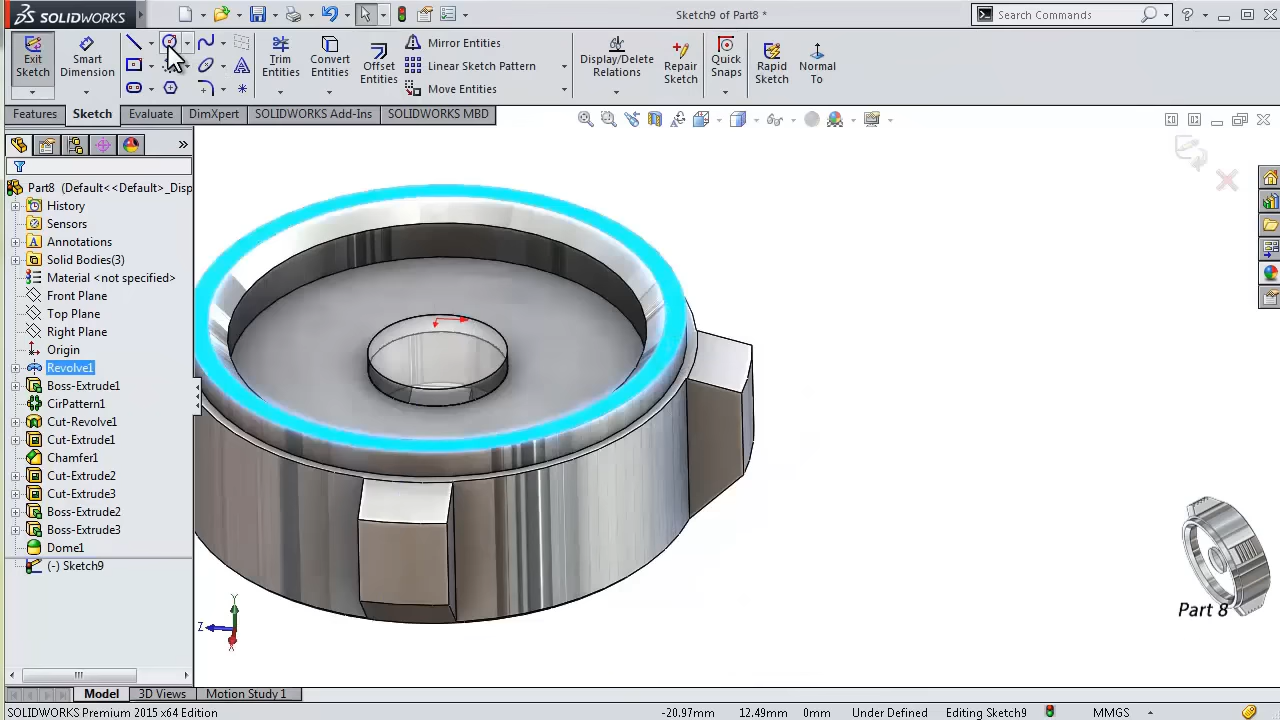 SOLIDWORKS
Sketch9 of Part8 *
Search Commands
Exit Sketch
Smart Dimension
Trim Entities
Convert Entities
Offset Entities
Mirror Entities
Linear Sketch Pattern
Move Entities
Display/Delete Relations
Repair Sketch
Quick Snaps
Rapid Sketch
Normal To
Features
Sketch
Evaluate
DimXpert
SOLIDWORKS Add-Ins
SOLIDWORKS MBD
Part8 (Default<<Default>_Disp
History
Sensors
Annotations
Solid Bodies(3)
Material <not specified>
Front Plane
Top Plane
Right Plane
Origin
Revolve1
Boss-Extrude1
CirPattern1
Cut-Revolve1
Cut-Extrude1
Chamfer1
Cut-Extrude2
Cut-Extrude3
Boss-Extrude2
Boss-Extrude3
Dome1
(-) Sketch9
Y
Z
X
Part 8
Model
3D Views
Motion Study 1
SOLIDWORKS Premium 2015 x64 Edition
-20.97mm
12.49mm
0mm
Under Defined
Editing Sketch9
MMGS